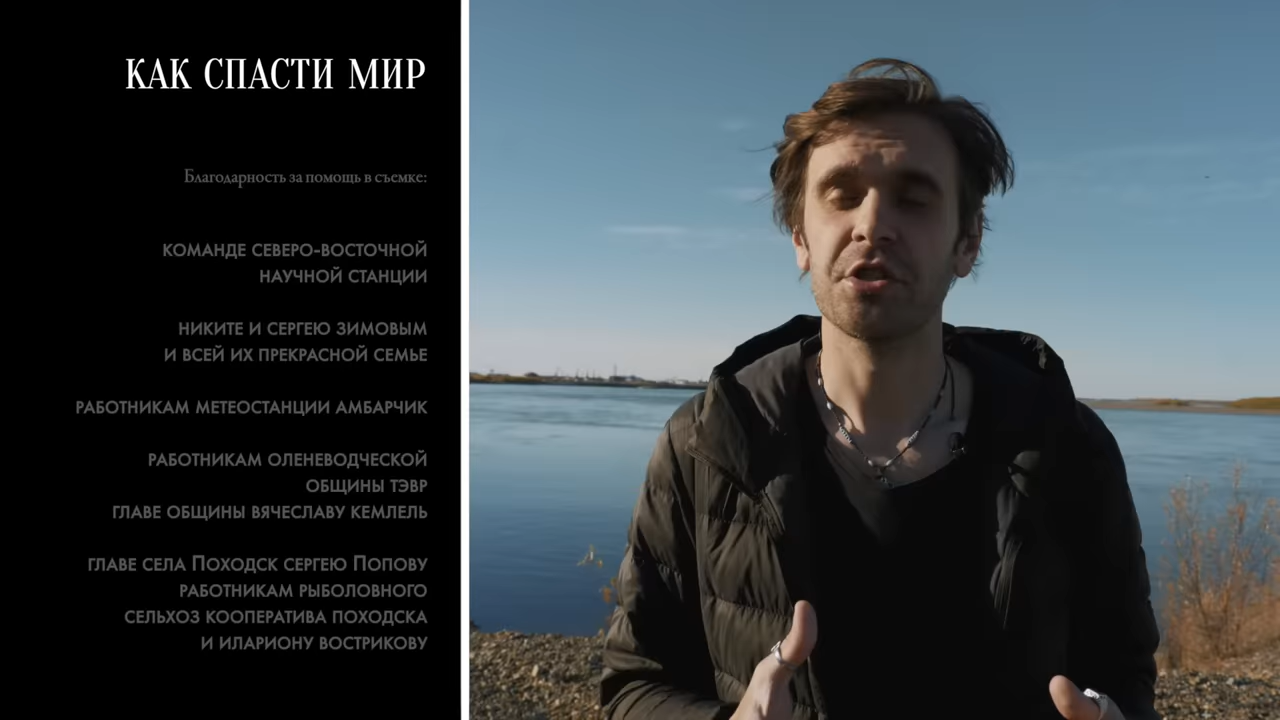 КАК СПАСТИ МИР
Благодарность за помощь в съемке:
КОМАНДЕ СЕВЕРО-ВОСТОЧНОЙ
НАУЧНОЙ СТАНЦИИ
НИКИТЕ И СЕРГЕЮ ЗИМОВЫМ
И ВСЕЙ ИХ ПРЕКРАСНОЙ СЕМЬЕ
РАБОТНИКАМ МЕТЕОСТАНЦИИ АМБАРЧИК
РАБОТНИКАМ ОЛЕНЕВОДЧЕСКОЙ
ОБЩИНЫ ТЭВР
ГЛАВЕ ОБЩИНЫ ВЯЧЕСЛАВУ КЕМЛЕЛЬ
ГЛАВЕ СЕЛА ПОХОДСК СЕРГЕЮ ПОПОВУ
РАБОТНИКАМ РЫБОЛОВНОГО
СЕЛЬХОЗ КООПЕРАТИВА ПОХОДСКА
И ИЛАРИОНУ ВОСТРИКОВУ